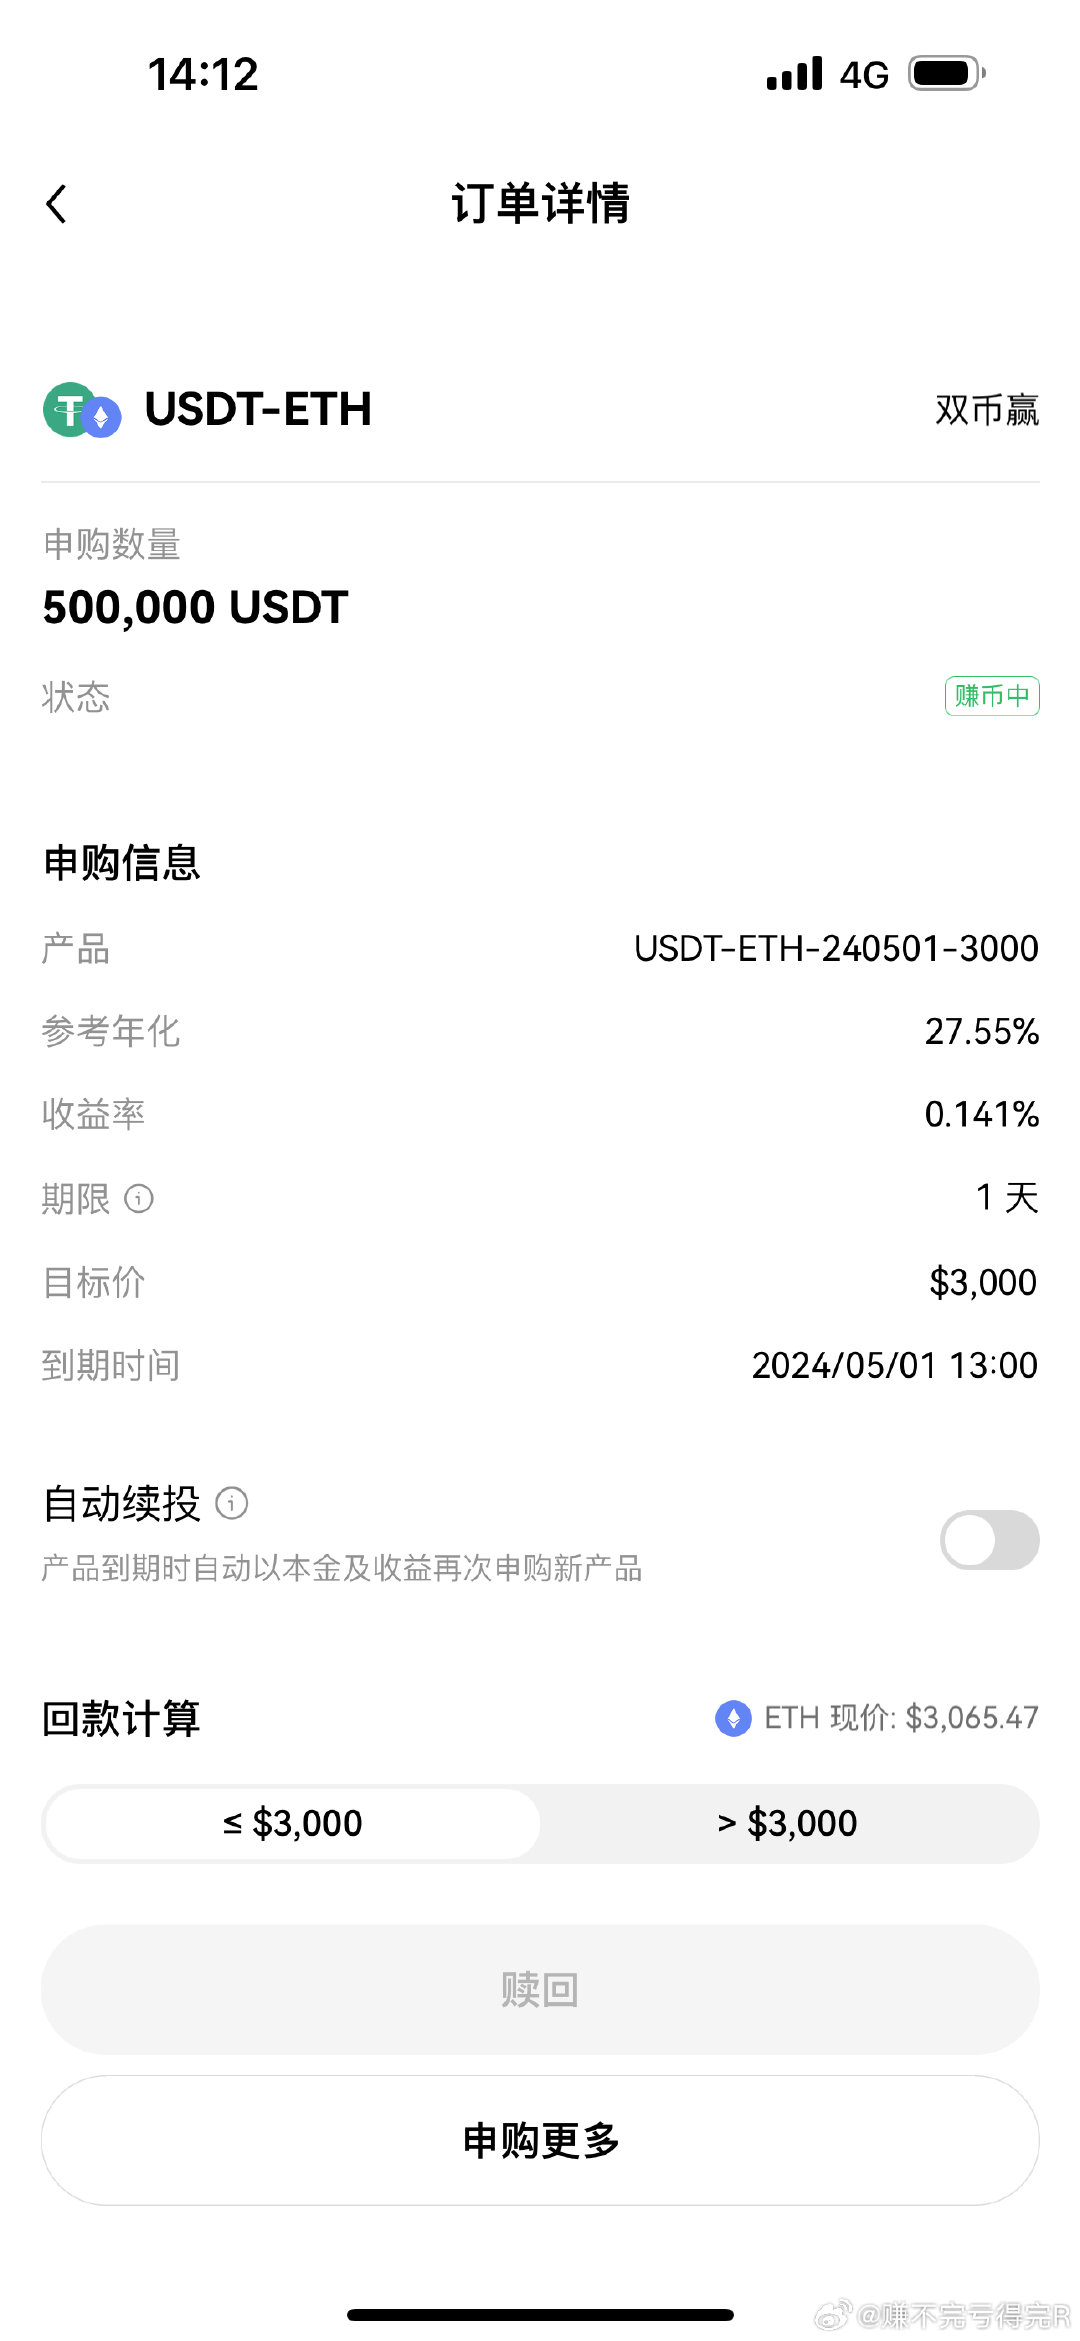 14:12
4G
订单详情
USDT-ETH
双币赢
申购数量
500,000 USDT
状态
赚币中
申购信息
产品
USDT-ETH-240501-3000
参考年化
27.55%
收益率
0.141%
期限
1 天
目标价
$3,000
到期时间
2024/05/01 13:00
自动续投
产品到期时自动以本金及收益再次申购新产品
回款计算
ETH 现价: $3,065.47
≤ $3,000
> $3,000
赎回
申购更多
@赚不完亏得完R